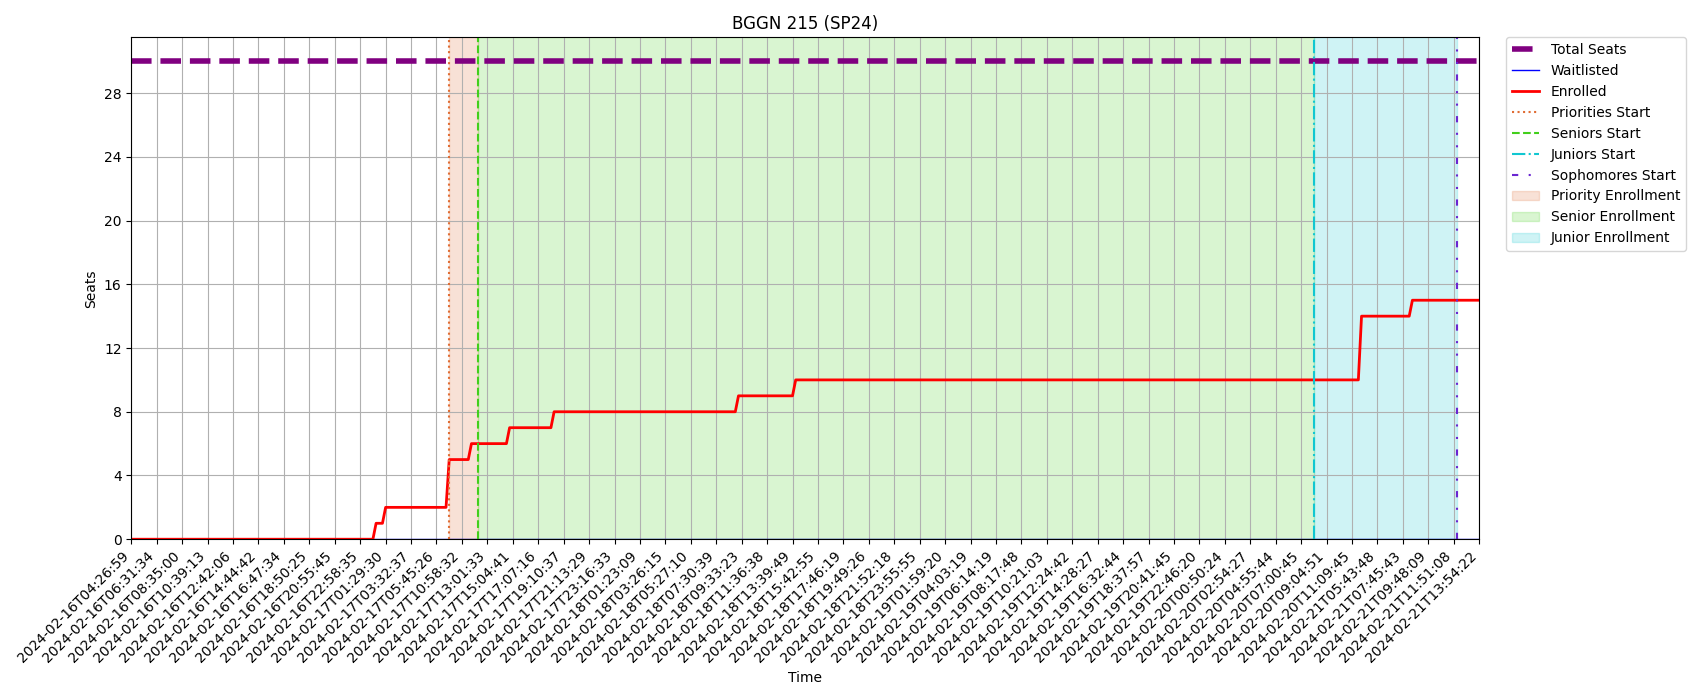 BGGN 215 (SP24)
Total Seats
Waitlisted
Enrolled
Priorities Start
Seniors Start
Juniors Start
Sophomores Start
Priority Enrollment
Senior Enrollment
Junior Enrollment
Seats
28
24
20
16
12
8
4
0
2024-02-16T04:26:59
2024-02-16T06:31:34
2024-02-16T08:35:00
2024-02-16T10:39:13
2024-02-16T12:42:06
2024-02-16T14:44:42
2024-02-16T16:47:34
2024-02-16T18:50:25
2024-02-16T20:55:45
2024-02-16T22:58:35
2024-02-17T01:29:30
2024-02-17T03:32:37
2024-02-17T05:45:26
2024-02-17T10:58:32
2024-02-17T13:01:33
2024-02-17T15:04:41
2024-02-17T17:07:16
2024-02-17T19:10:37
2024-02-17T21:13:29
2024-02-17T23:16:33
2024-02-18T01:23:09
2024-02-18T03:26:15
2024-02-18T05:27:10
2024-02-18T07:30:39
2024-02-18T09:33:23
2024-02-18T11:36:38
2024-02-18T13:39:49
2024-02-18T15:42:55
2024-02-18T17:46:19
2024-02-18T19:49:26
2024-02-18T21:52:18
2024-02-18T23:55:55
2024-02-19T01:59:20
2024-02-19T04:03:19
2024-02-19T06:14:19
2024-02-19T08:17:48
2024-02-19T10:21:03
2024-02-19T12:24:42
2024-02-19T14:28:27
2024-02-19T16:32:44
2024-02-19T18:37:57
2024-02-19T20:41:45
2024-02-19T22:46:20
2024-02-20T00:50:24
2024-02-20T02:54:27
2024-02-20T04:55:44
2024-02-20T07:00:45
2024-02-20T09:04:51
2024-02-20T11:09:45
2024-02-21T05:43:48
2024-02-21T07:45:43
2024-02-21T09:48:09
2024-02-21T11:51:08
2024-02-21T13:54:22
Time